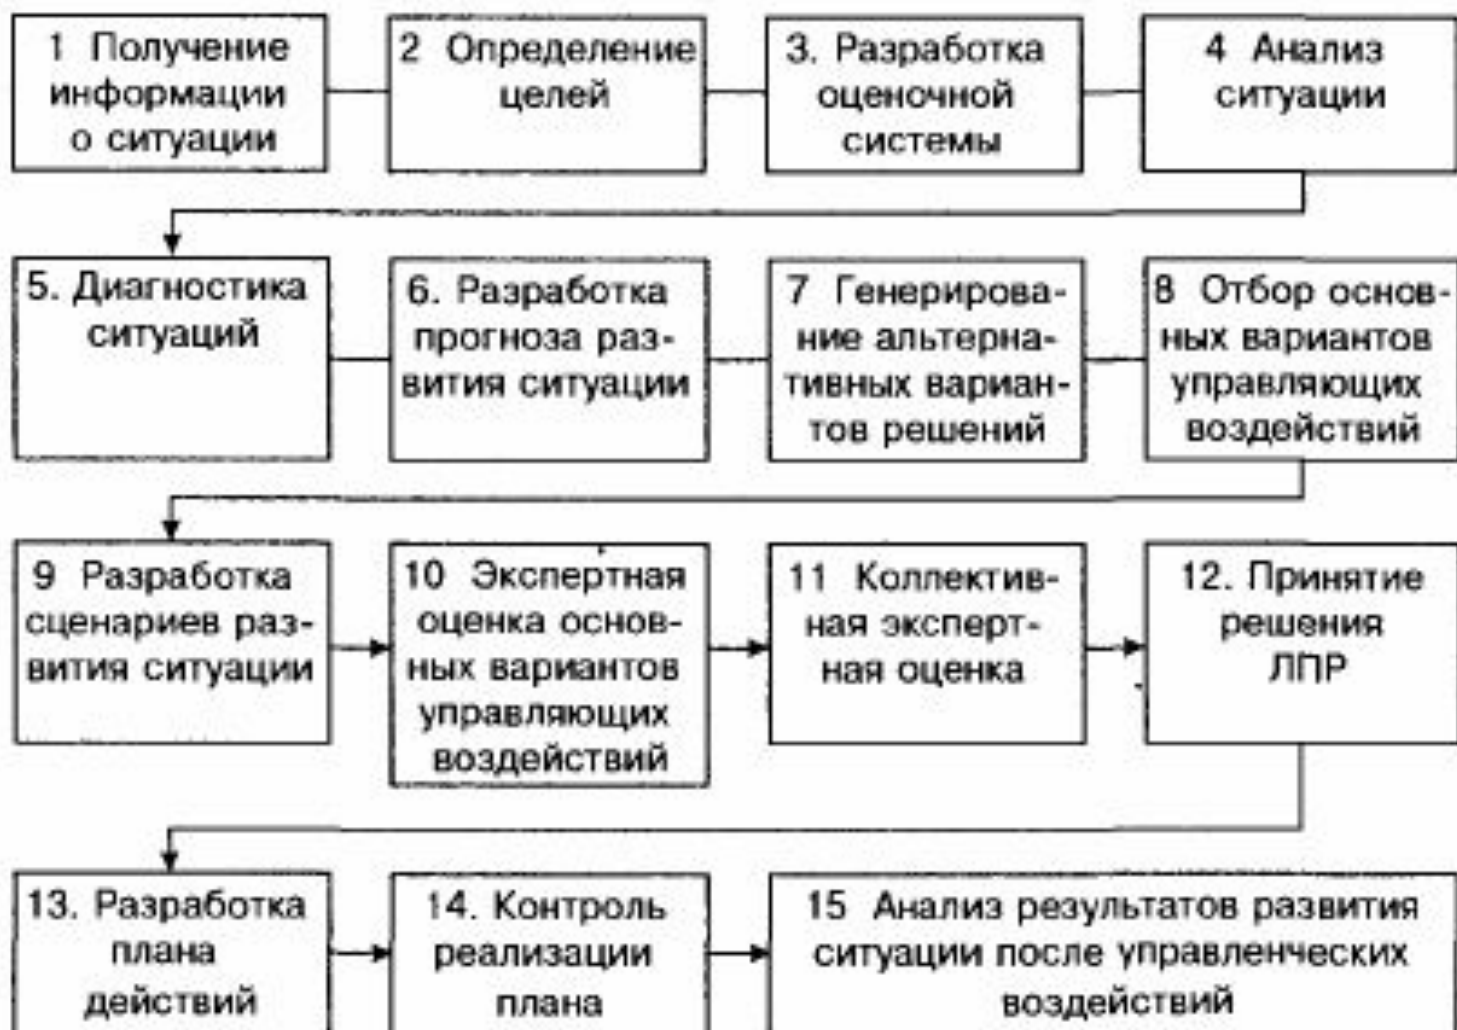 1 Получение
информации
о ситуации
2 Определение
целей
3. Разработка
оценочной
системы
4 Анализ
ситуации
5. Диагностика
ситуаций
6. Разработка
прогноза раз-
вития ситуации
7 Генерирова-
ние альтерна-
тивных вариан-
тов решений
8 Отбор основ-
ных вариантов
управляющих
воздействий
9 Разработка
сценариев раз-
вития ситуации
10 Экспертная
оценка основ-
ных вариантов
управляющих
воздействий
11 Коллектив-
ная эксперт-
ная оценка
12. Принятие
решения
ЛПР
13. Разработка
плана
действий
14. Контроль
реализации
плана
15 Анализ результатов развития
ситуации после управленческих
воздействий